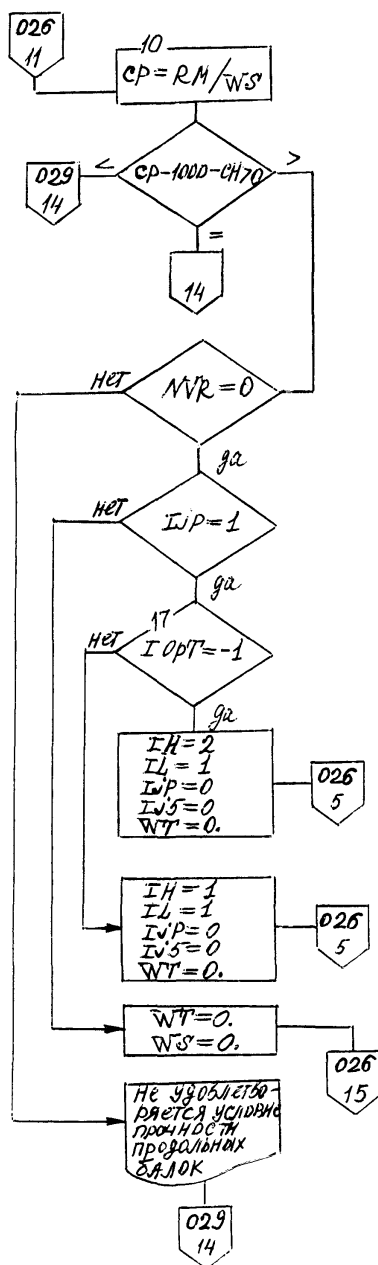 026
11
10
CP=RM/WS
<
CP-1000-CH70
>
029
14
=
14
нет
NVR=0
да
нет
IJP=1
да
17
нет
IOPT=-1
да
IH=2
IL=1
IJP=0
IJ5=0
WT=0.
026
5
IH=1
IL=1
IJP=0
IJ5=0
WT=0.
026
5
WT=0.
WS=0.
026
15
Не удовлетво-
ряется условие
прочности
продольных
балок
029
14